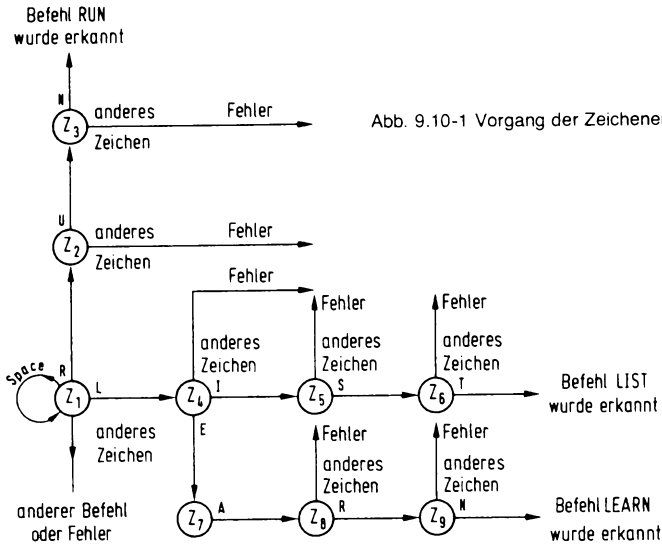 Befehl RUN
wurde erkannt
N
Z3
anderes
Zeichen
Fehler
Abb. 9.10-1 Vorgang der Zeichene
U
Z2
anderes
Zeichen
Fehler
Fehler
Fehler
Fehler
Space
R
Z1
L
anderes
Zeichen
anderer Befehl
oder Fehler
anderes
Zeichen
Z4
I
E
anderes
Zeichen
Z5
S
anderes
Zeichen
Z6
T
Befehl LIST
wurde erkannt
Fehler
Fehler
Z7
A
anderes
Zeichen
Z8
R
anderes
Zeichen
Z9
N
Befehl LEARN
wurde erkannt